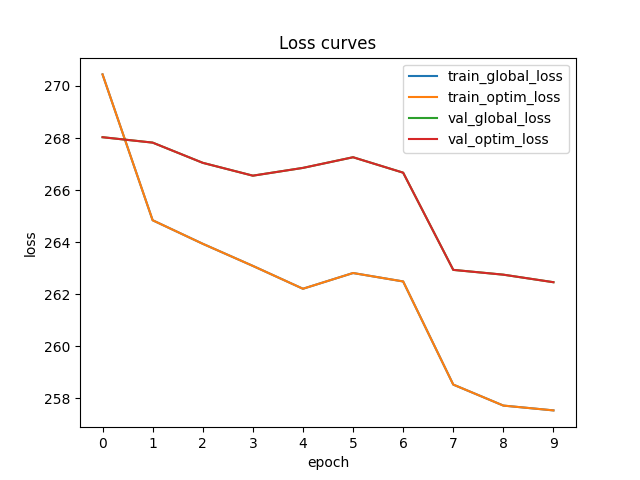 Loss curves
train_global_loss
train_optim_loss
val_global_loss
val_optim_loss
270
268
266
264
262
260
258
loss
0 1 2 3 4 5 6 7 8 9
epoch